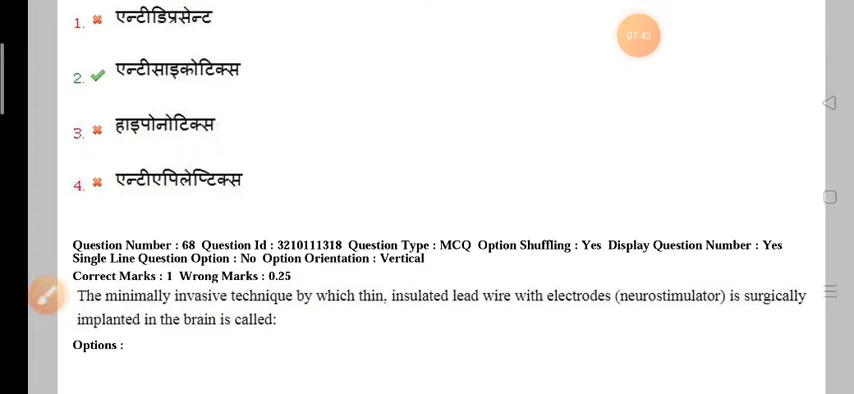 1. एन्टीडिप्रसेन्ट
07:43
2. एन्टीसाइकोटिक्स
3. हाइपोनोटिक्स
4. एन्टीएपिलेप्टिक्स
Question Number : 68 Question Id : 3210111318 Question Type : MCQ Option Shuffling : Yes Display Question Number : Yes
Single Line Question Option : No Option Orientation : Vertical
Correct Marks : 1 Wrong Marks : 0.25
The minimally invasive technique by which thin, insulated lead wire with electrodes (neurostimulator) is surgically
implanted in the brain is called:
Options :